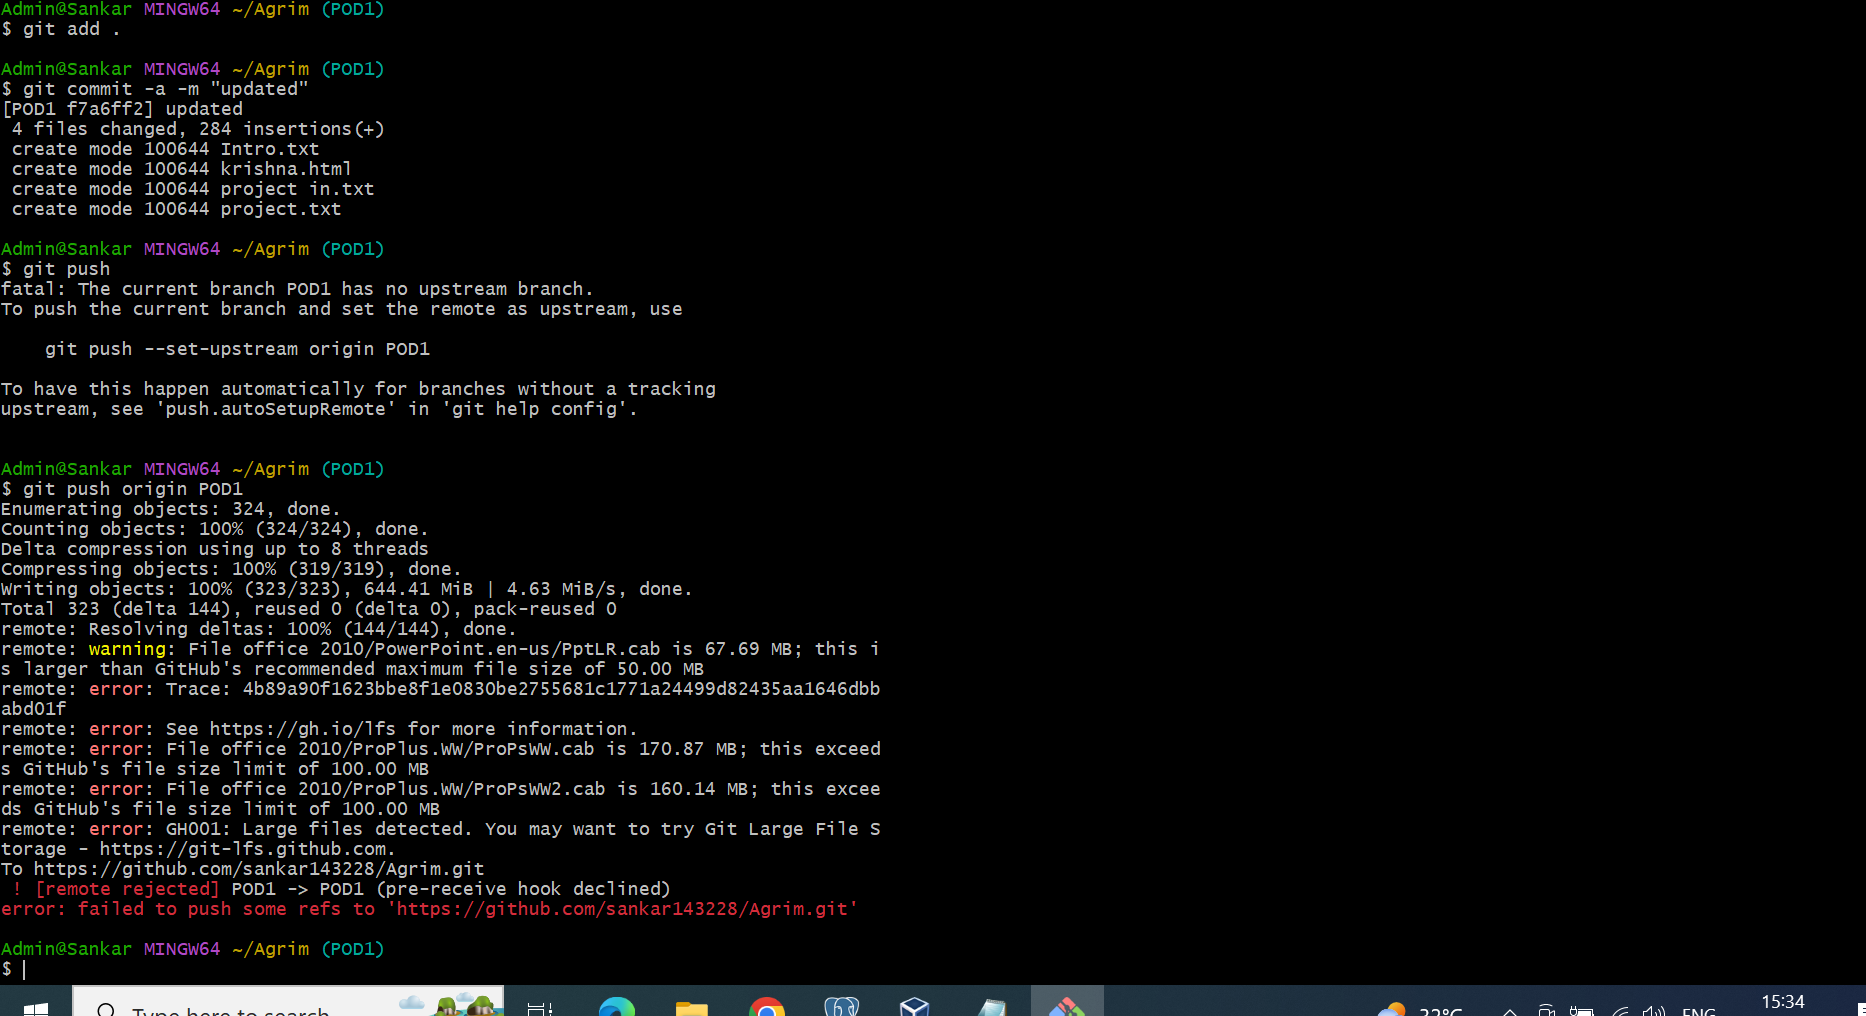 Admin@Sankar MINGW64 ~/Agrim (POD1)
$ git add .
Admin@Sankar MINGW64 ~/Agrim (POD1)
$ git commit -a -m "updated"
[POD1 f7a6ff2] updated
 4 files changed, 284 insertions(+)
 create mode 100644 Intro.txt
 create mode 100644 krishna.html
 create mode 100644 project in.txt
 create mode 100644 project.txt
Admin@Sankar MINGW64 ~/Agrim (POD1)
$ git push
fatal: The current branch POD1 has no upstream branch.
To push the current branch and set the remote as upstream, use
    git push --set-upstream origin POD1
To have this happen automatically for branches without a tracking
upstream, see 'push.autoSetupRemote' in 'git help config'.
Admin@Sankar MINGW64 ~/Agrim (POD1)
$ git push origin POD1
Enumerating objects: 324, done.
Counting objects: 100% (324/324), done.
Delta compression using up to 8 threads
Compressing objects: 100% (319/319), done.
Writing objects: 100% (323/323), 644.41 MiB | 4.63 MiB/s, done.
Total 323 (delta 144), reused 0 (delta 0), pack-reused 0
remote: Resolving deltas: 100% (144/144), done.
remote: warning: File office 2010/PowerPoint.en-us/PptLR.cab is 67.69 MB; this i
s larger than GitHub's recommended maximum file size of 50.00 MB
remote: error: Trace: 4b89a90f1623bbe8f1e0830be2755681c1771a24499d82435aa1646dbb
abd01f
remote: error: See https://gh.io/lfs for more information.
remote: error: File office 2010/ProPlus.WW/ProPsWW.cab is 170.87 MB; this exceed
s GitHub's file size limit of 100.00 MB
remote: error: File office 2010/ProPlus.WW/ProPsWW2.cab is 160.14 MB; this excee
ds GitHub's file size limit of 100.00 MB
remote: error: GH001: Large files detected. You may want to try Git Large File S
torage - https://git-lfs.github.com.
To https://github.com/sankar143228/Agrim.git
 ! [remote rejected] POD1 -> POD1 (pre-receive hook declined)
error: failed to push some refs to 'https://github.com/sankar143228/Agrim.git'
Admin@Sankar MINGW64 ~/Agrim (POD1)
$
Type here to search
ENG
15:34